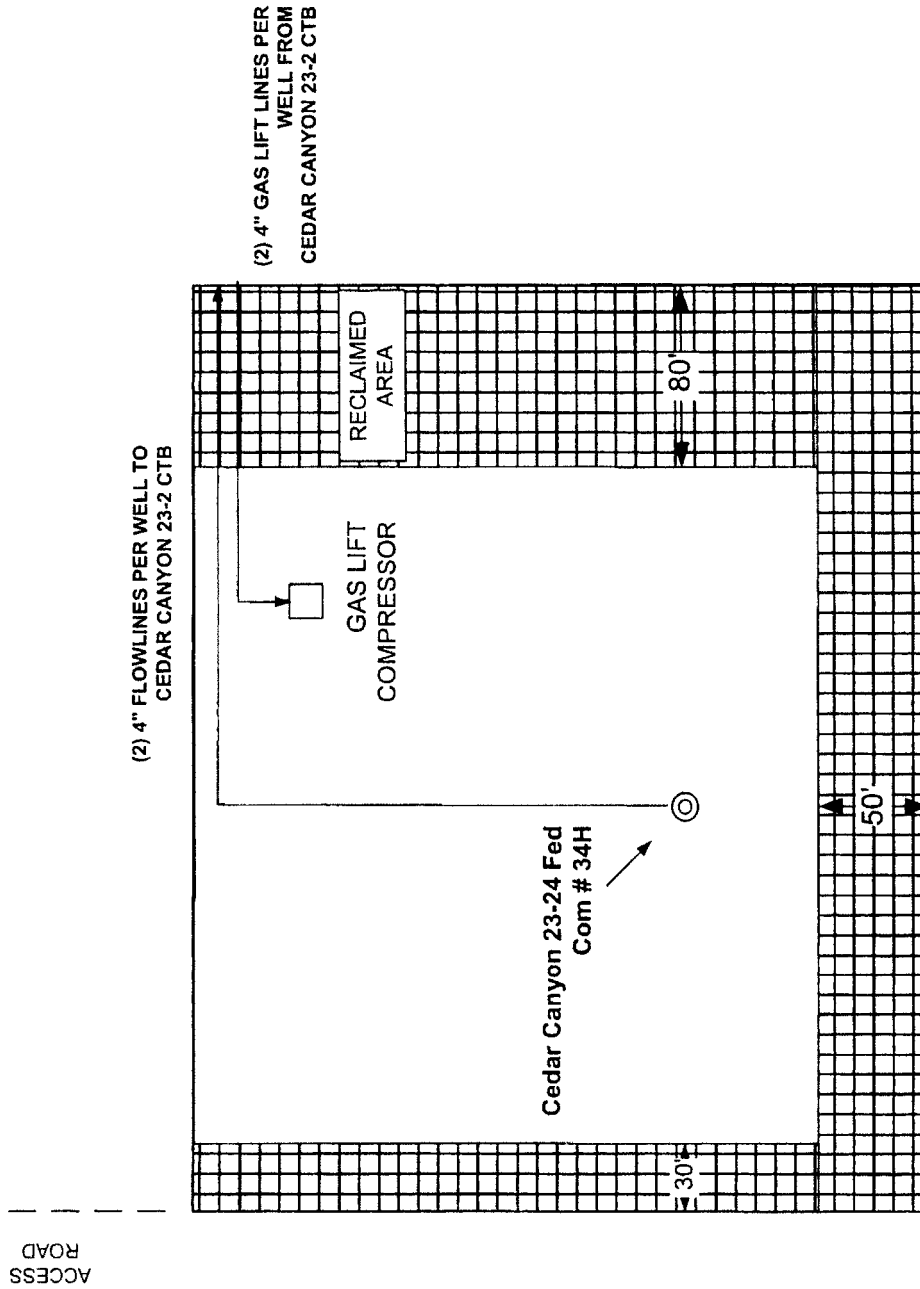 ACCESS
ROAD
(2) 4" FLOWLINES PER WELL TO
CEDAR CANYON 23-2 CTB
(2) 4" GAS LIFT LINES PER
WELL FROM
CEDAR CANYON 23-2 CTB
RECLAIMED
AREA
GAS LIFT
COMPRESSOR
Cedar Canyon 23-24 Fed
Com # 34H
30'
80'
50'